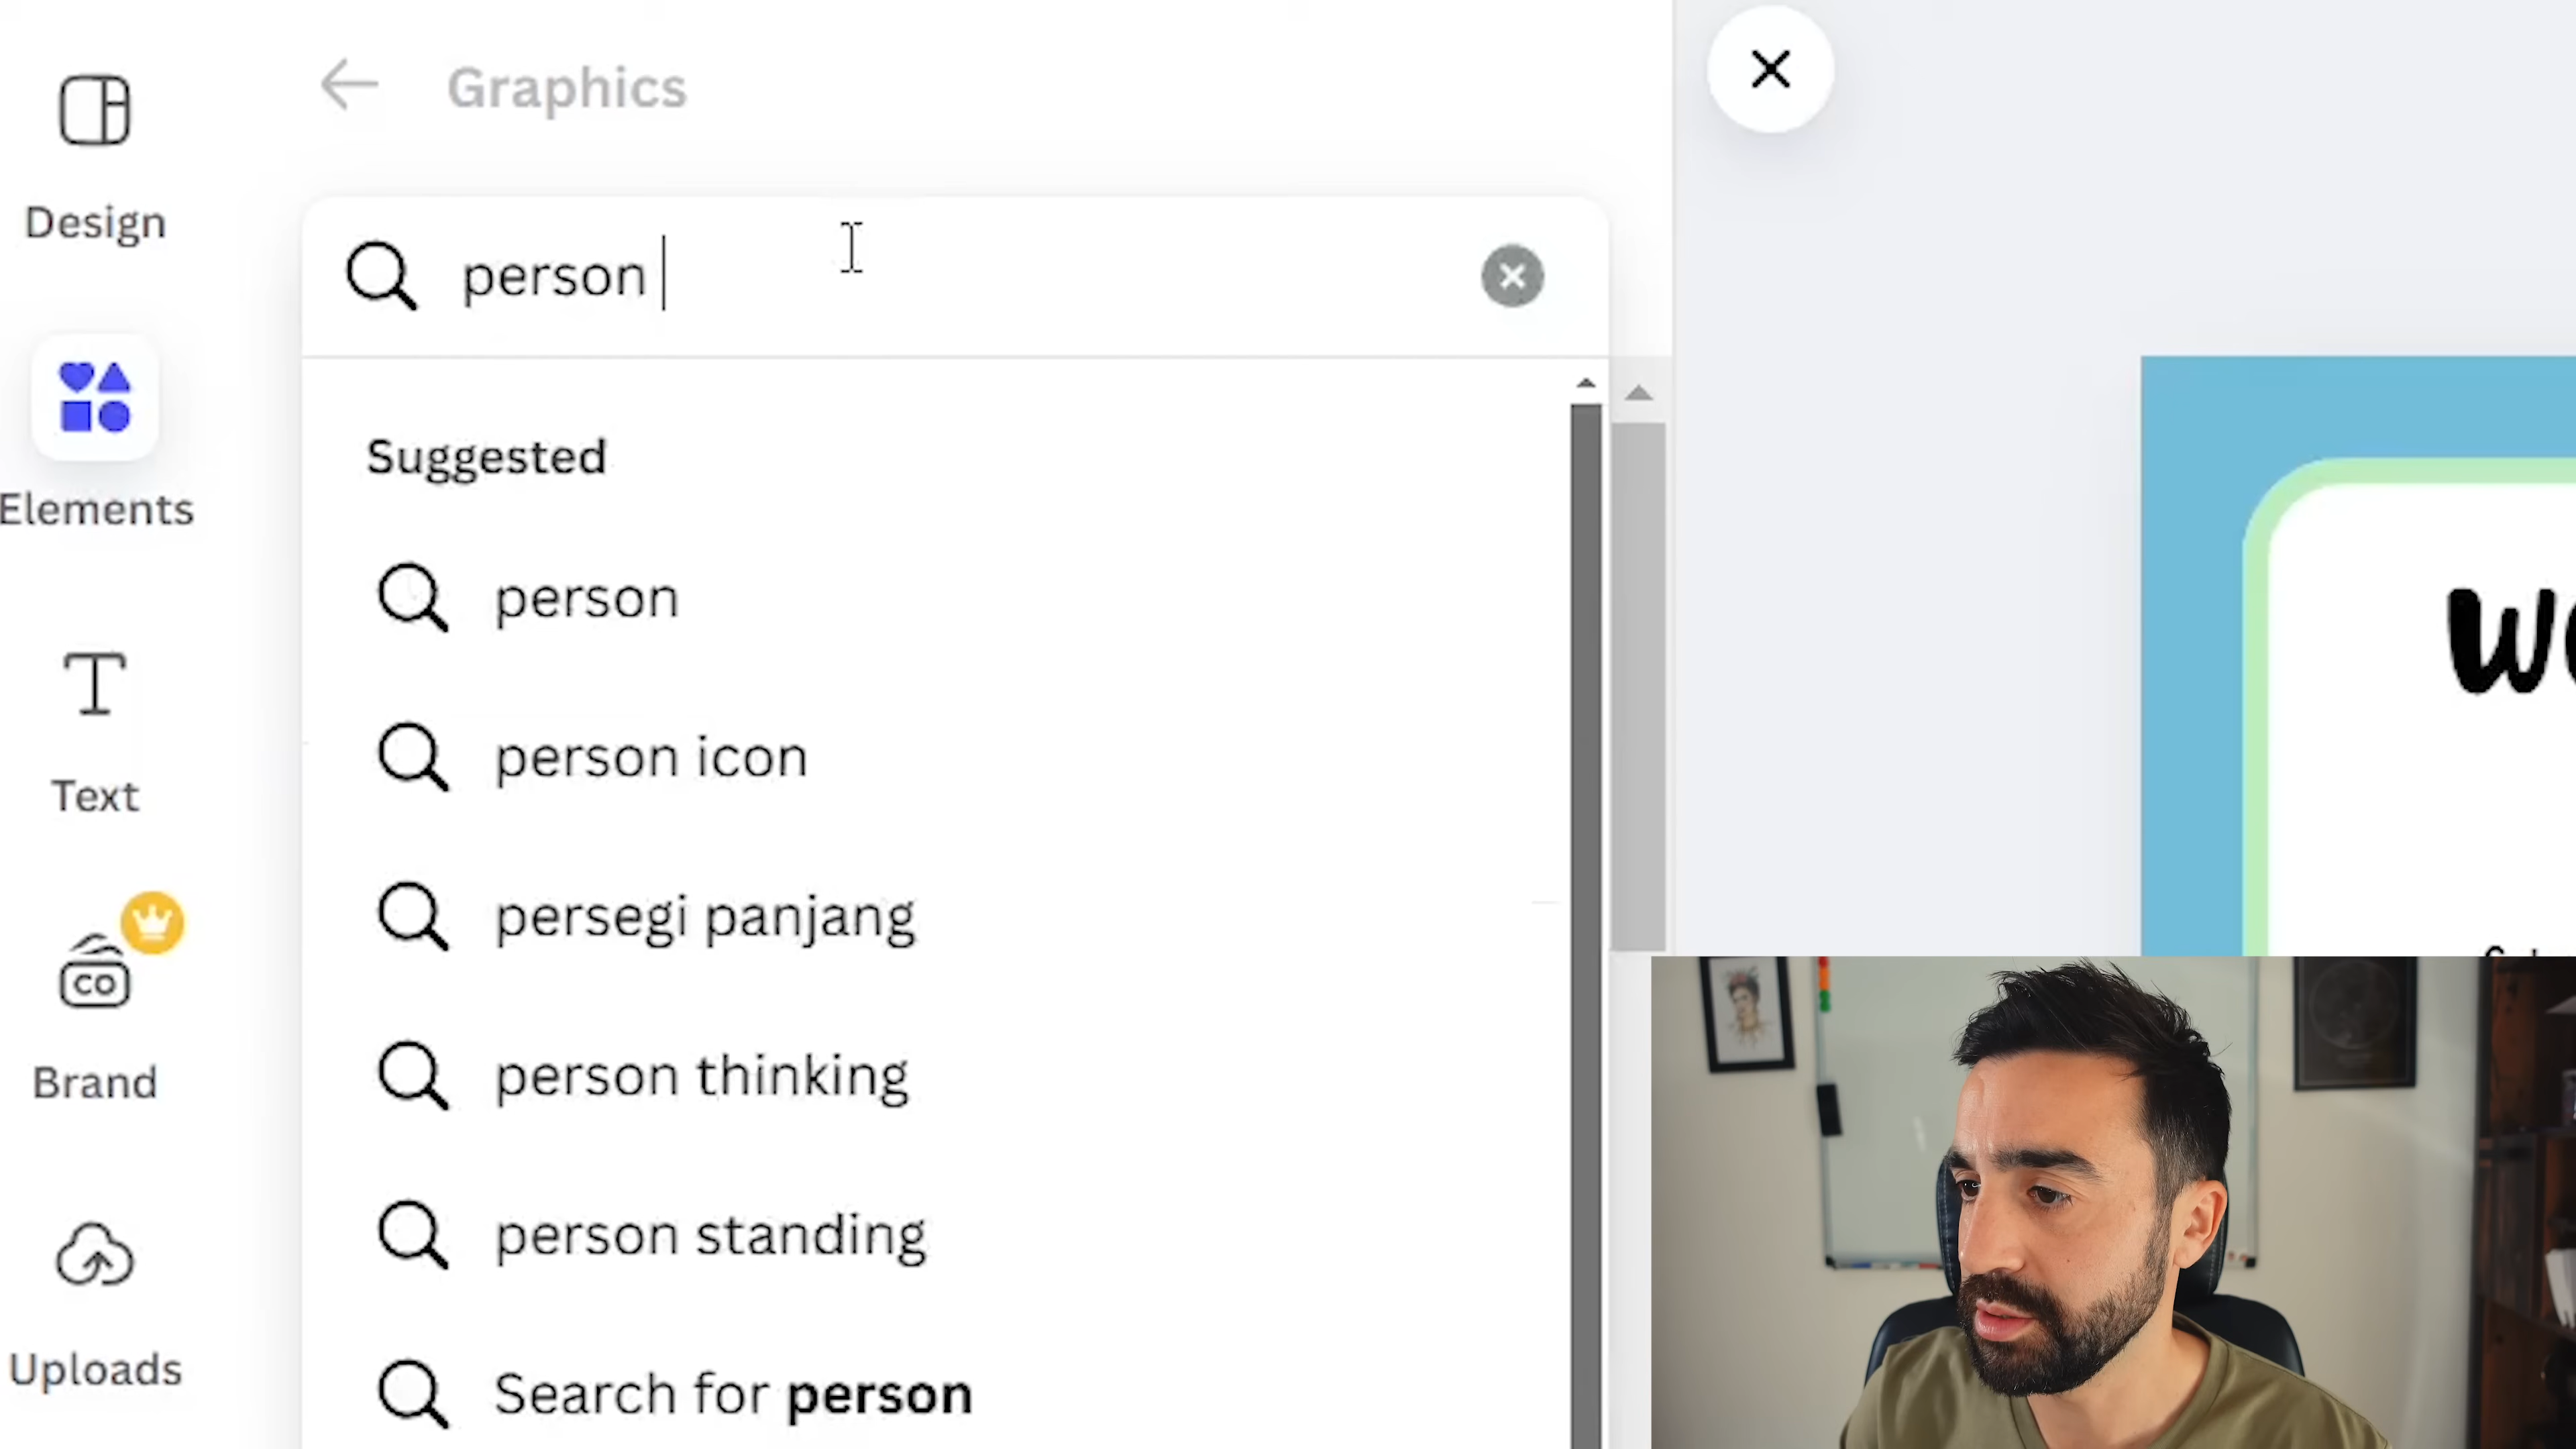 Graphics
person
Design
Elements
Text
CO
Brand
Uploads
Suggested
person
person icon
persegi panjang
person thinking
person standing
Search for person